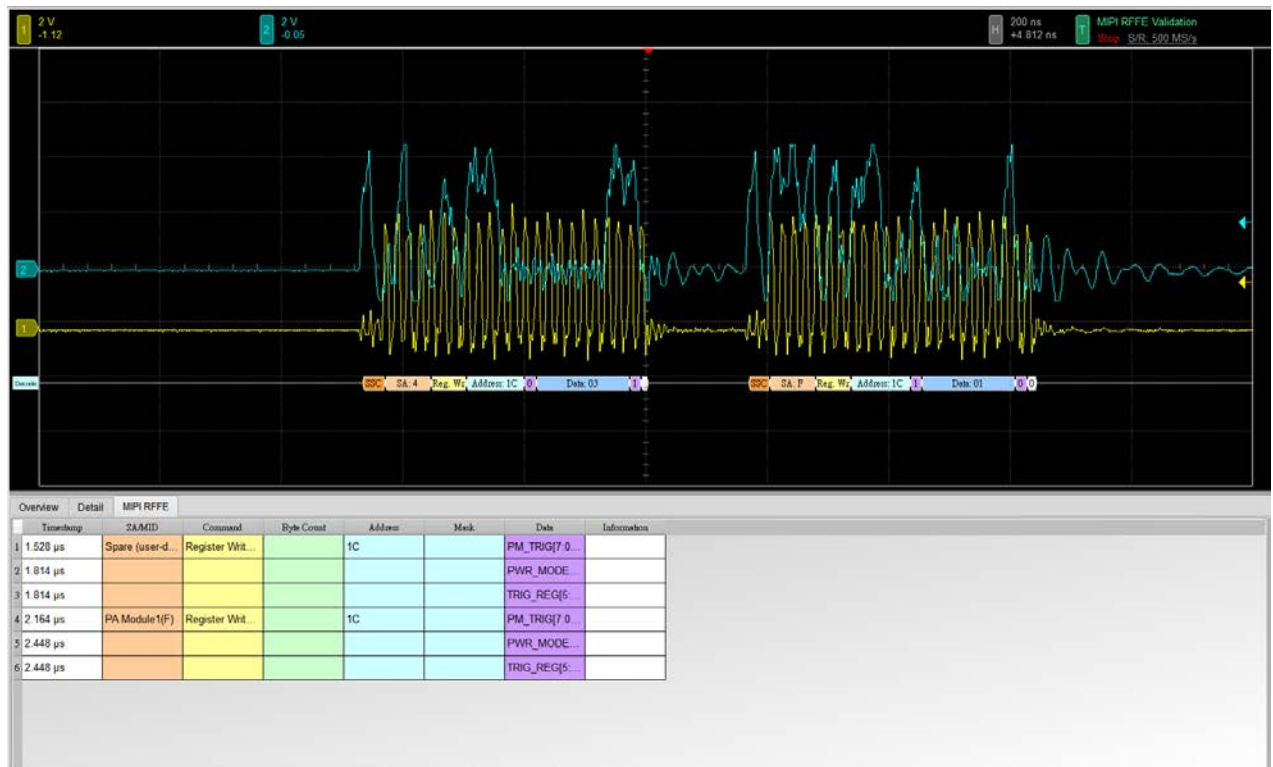 1 2 V -1.12 2 2 V -0.05 H 200 ns +4.812 ns T MIPI RFFE Validation Stop S/R: 500 MS/s
2
1
SSC SA: 4 Reg. Wr Address: 1C 0 Data: 03 1 SSC SA: F Reg. Wr Address: 1C 1 Data: 01 0 0
Overview Detail MIPI RFFE
Timestamp SA/MID Command Byte Count Address Mask Data Information
1 1.528 µs Spare (user-d... Register Writ... 1C PM_TRIG[7:0...
2 1.814 µs PWR_MODE...
3 1.814 µs TRIG_REG[5:...
4 2.164 µs PA Module1(F) Register Writ... 1C PM_TRIG[7:0...
5 2.448 µs PWR_MODE...
6 2.448 µs TRIG_REG[5:...